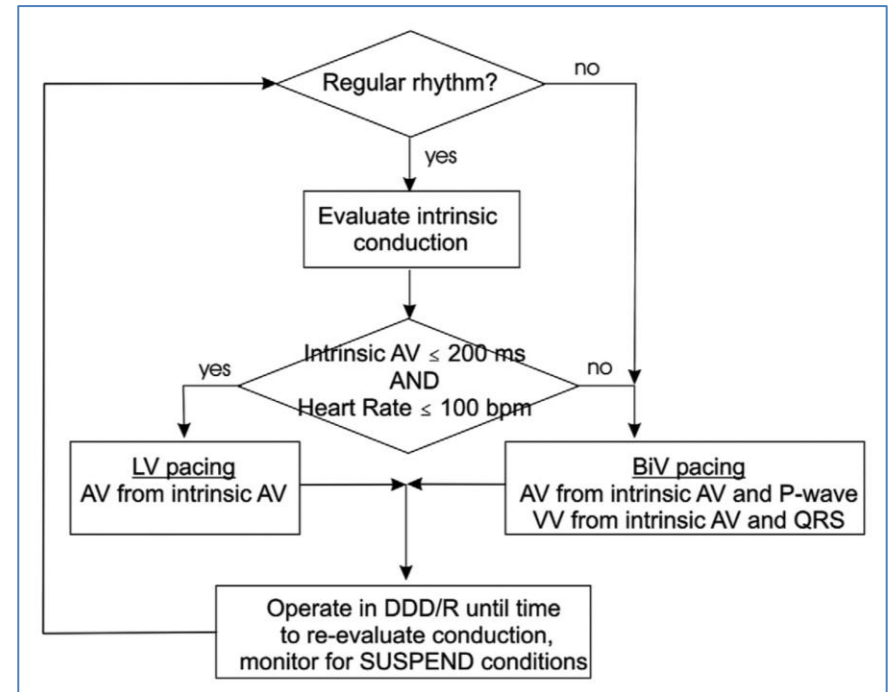 Regular rhythm?
no
yes
Evaluate intrinsic
conduction
Intrinsic AV ≤ 200 ms
AND
Heart Rate ≤ 100 bpm
yes
no
LV pacing
AV from intrinsic AV
BiV pacing
AV from intrinsic AV and P-wave
VV from intrinsic AV and QRS
Operate in DDD/R until time
to re-evaluate conduction,
monitor for SUSPEND conditions